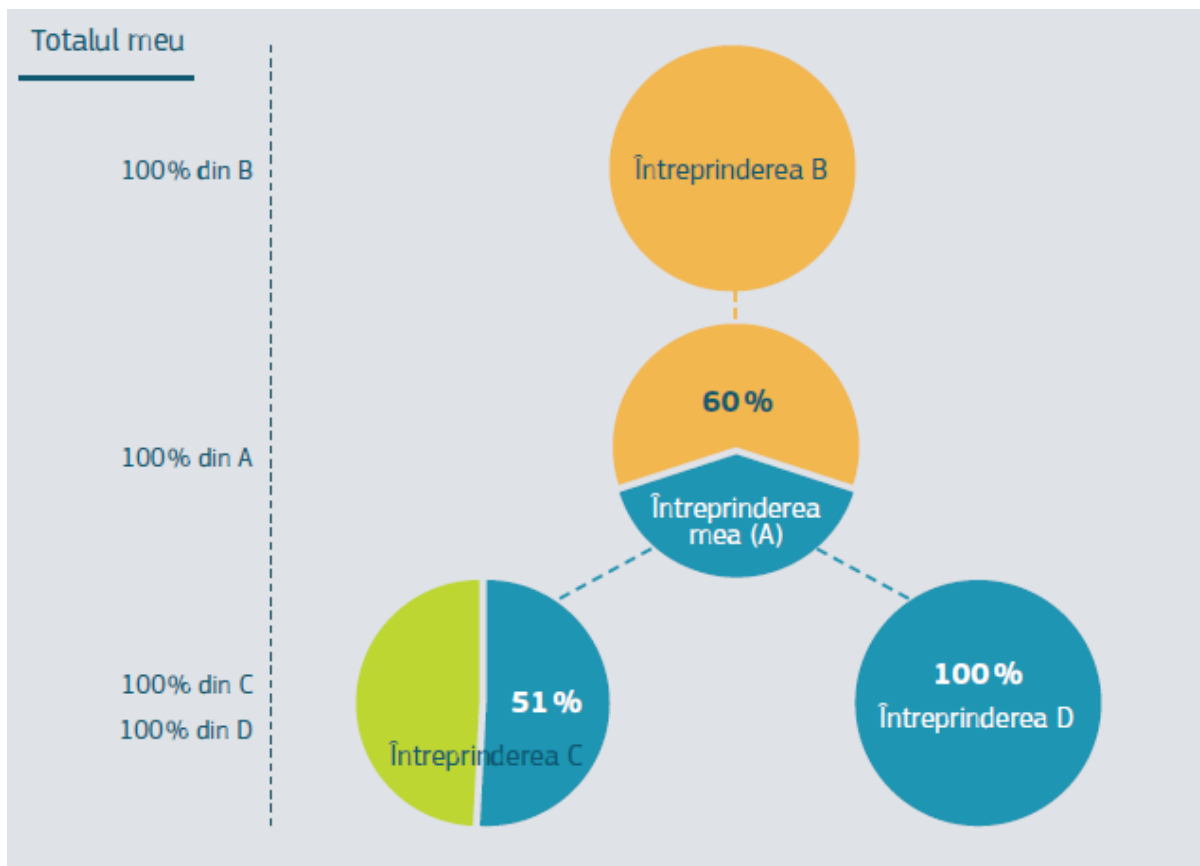 Totalul meu
100% din B
Întreprinderea B
60%
100% din A
Întreprinderea
mea (A)
100% din C
100% din D
51%
Întreprinderea C
100%
Întreprinderea D